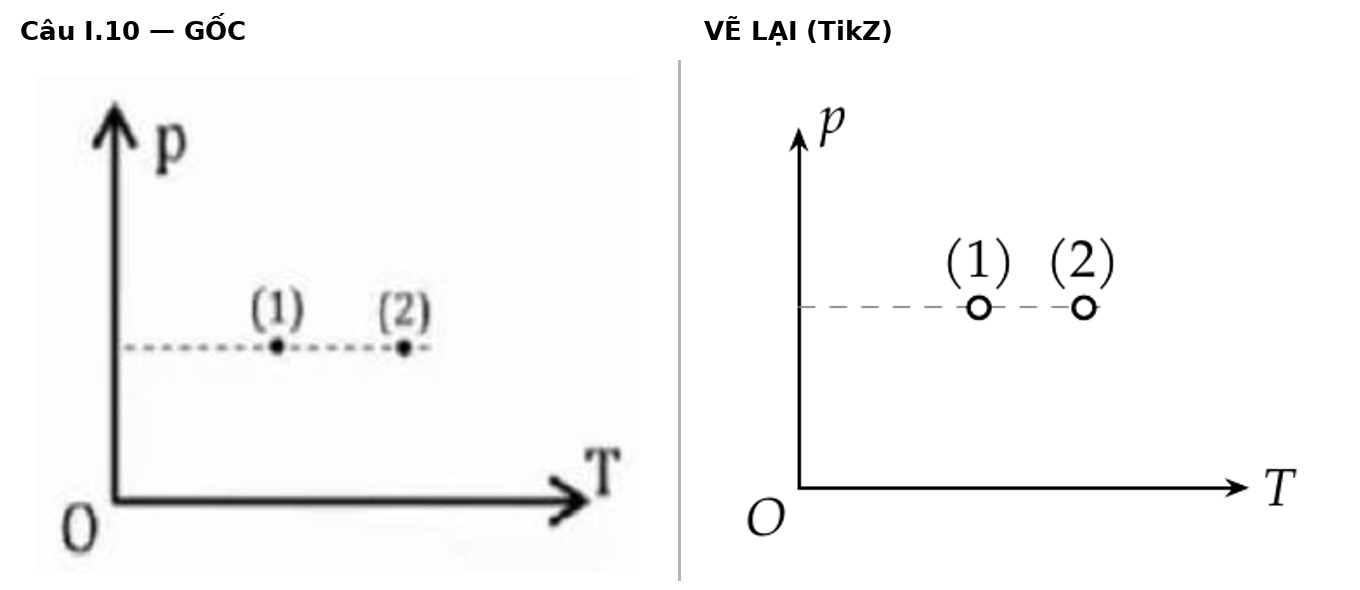 Câu I.10 — GỐC
p
(1) (2)
T
O
VẼ LẠI (TikZ)
p
(1) (2)
T
O